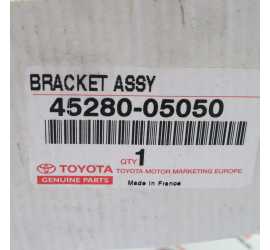 BRACKET ASSY
45280-05050
TOYOTA
GENUINE PARTS
QTY 1
TOYOTA MOTOR MARKETING EUROPE
Made in France